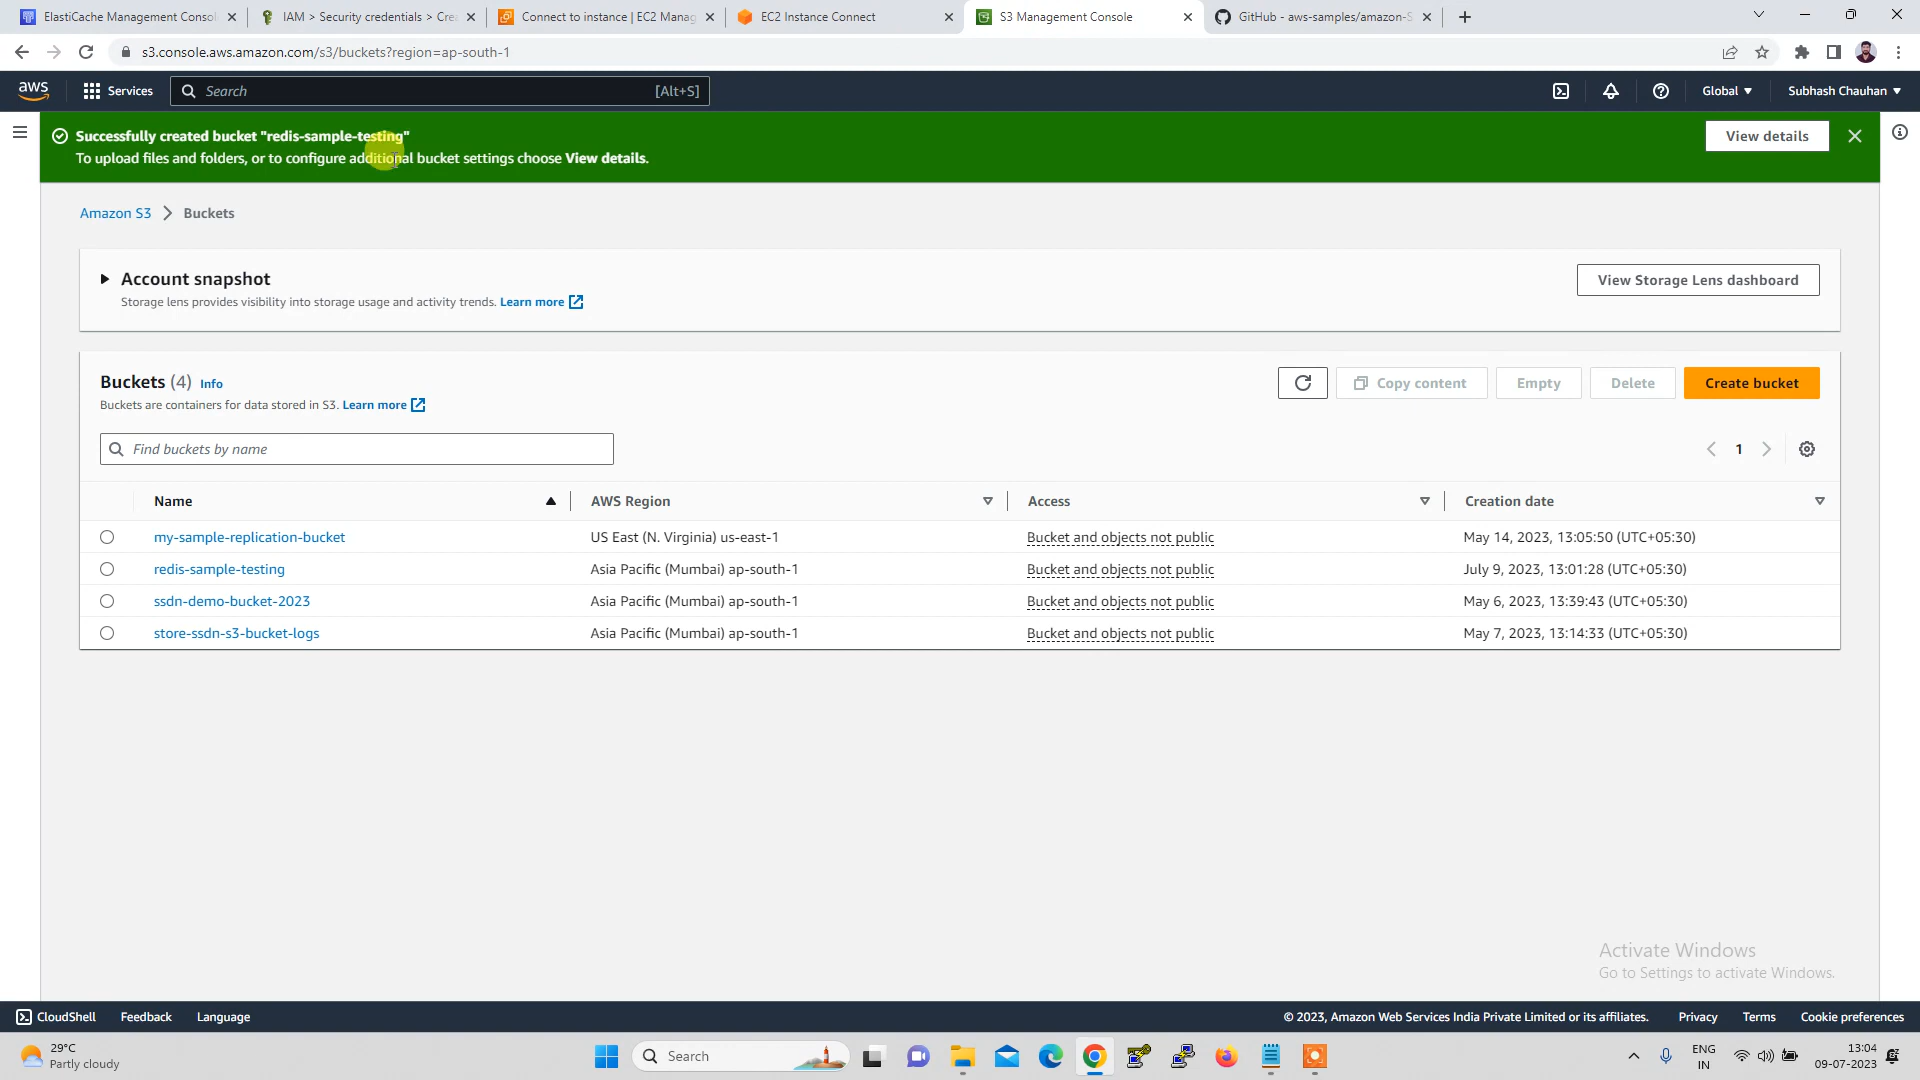 ElastiCache Management Consol
IAM > Security credentials > Crea
Connect to instance | EC2 Manag
EC2 Instance Connect
S3 Management Console
GitHub - aws-samples/amazon-S
s3.console.aws.amazon.com/s3/buckets?region=ap-south-1
aws
Services
Search
[Alt+S]
Global
Subhash Chauhan
Successfully created bucket "redis-sample-testing"
To upload files and folders, or to configure additional bucket settings choose View details.
View details
Amazon S3 > Buckets
Account snapshot
Storage lens provides visibility into storage usage and activity trends. Learn more
View Storage Lens dashboard
Buckets (4) Info
Buckets are containers for data stored in S3. Learn more
Copy content
Empty
Delete
Create bucket
Find buckets by name
1
Name AWS Region Access Creation date
my-sample-replication-bucket US East (N. Virginia) us-east-1 Bucket and objects not public May 14, 2023, 13:05:50 (UTC+05:30)
redis-sample-testing Asia Pacific (Mumbai) ap-south-1 Bucket and objects not public July 9, 2023, 13:01:28 (UTC+05:30)
ssdn-demo-bucket-2023 Asia Pacific (Mumbai) ap-south-1 Bucket and objects not public May 6, 2023, 13:39:43 (UTC+05:30)
store-ssdn-s3-bucket-logs Asia Pacific (Mumbai) ap-south-1 Bucket and objects not public May 7, 2023, 13:14:33 (UTC+05:30)
Activate Windows
Go to Settings to activate Windows.
CloudShell Feedback Language
© 2023, Amazon Web Services India Private Limited or its affiliates. Privacy Terms Cookie preferences
29°C
Partly cloudy
Search
ENG
IN
13:04
09-07-2023